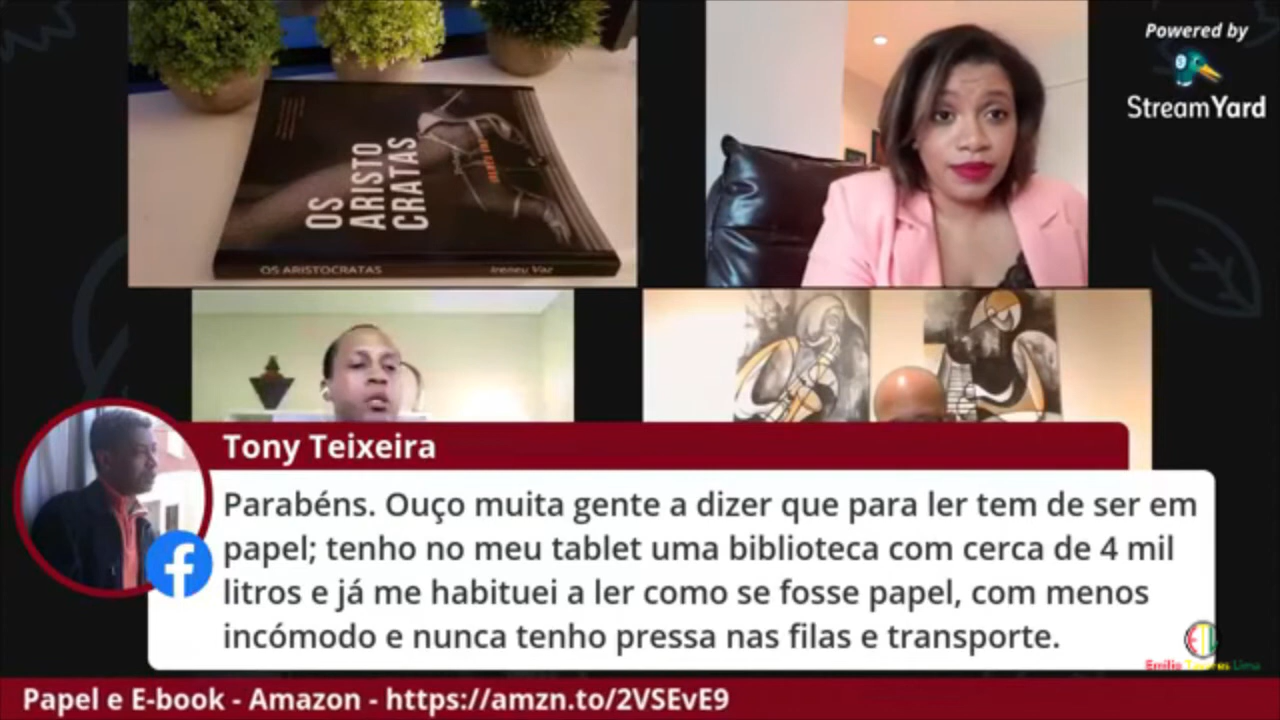 Powered by
StreamYard
OS
ARISTO
CRATAS
OS ARISTOCRATAS
Ireneu Vaz
Tony Teixeira
Parabéns. Ouço muita gente a dizer que para ler tem de ser em
papel; tenho no meu tablet uma biblioteca com cerca de 4 mil
litros e já me habituei a ler como se fosse papel, com menos
incómodo e nunca tenho pressa nas filas e transporte.
Emílio Tavares Lima
Papel e E-book - Amazon - https://amzn.to/2VSEvE9